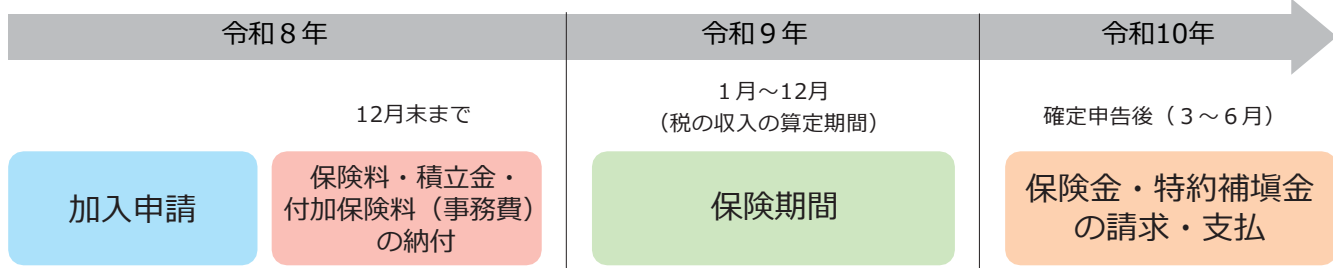 令和８年
令和９年
令和10年
12月末まで
１月～12月
（税の収入の算定期間）
確定申告後（３～６月）
加入申請
保険料・積立金・
付加保険料（事務費）
の納付
保険期間
保険金・特約補塡金
の請求・支払